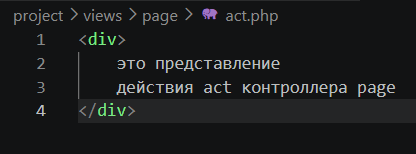 project > views > page > act.php
1 <div>
2 это представление
3 действия act контроллера page
4 </div>